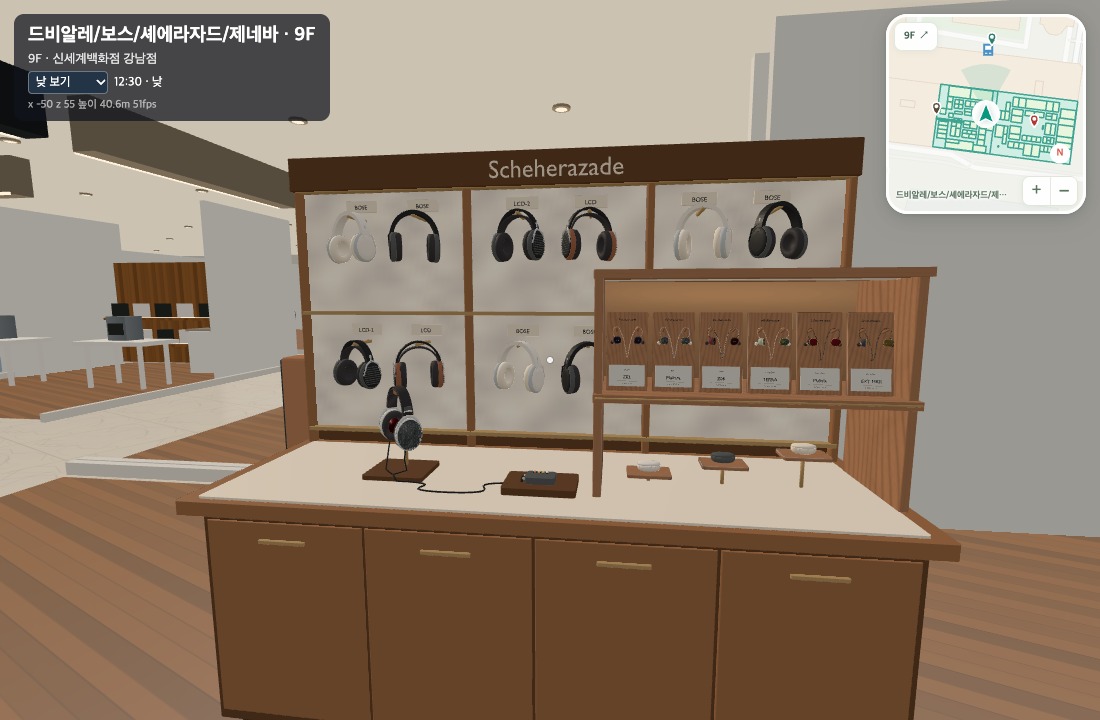 드비알레/보스/셰에라자드/제네바 · 9F
9F · 신세계백화점 강남점
낮 보기 12:30 · 낮
x -50 z 55 높이 40.6m 51fps
9F ↗
N
드비알레/보스/셰에라자드/제…
+ −
Scheherazade
BOSE BOSE LCD-2 LCD BOSE BOSE
LCD-1 LCD BOSE BOSE